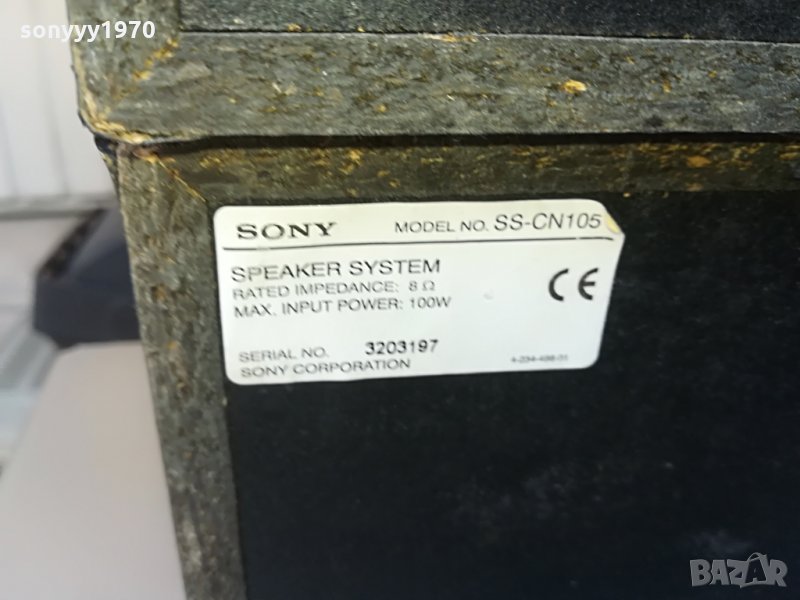 sonyyy1970
SONY MODEL NO. SS-CN105
SPEAKER SYSTEM
RATED IMPEDANCE: 8 Ω
MAX. INPUT POWER: 100W
CE
SERIAL NO. 3203197
SONY CORPORATION
BAZAR